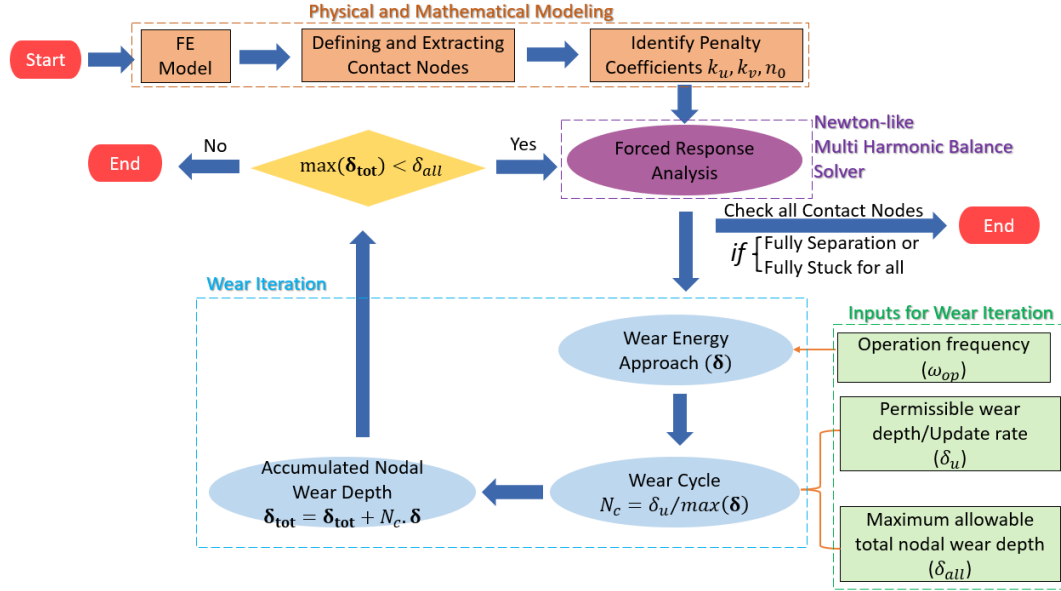 Physical and Mathematical Modeling
Start
FE
Model
Defining and Extracting
Contact Nodes
Identify Penalty
Coefficients k_u, k_v, n_0
End
No
max(δ_tot) < δ_all
Yes
Forced Response
Analysis
Newton-like
Multi Harmonic Balance
Solver
Check all Contact Nodes
if { Fully Separation or
Fully Stuck for all
End
Wear Iteration
Wear Energy
Approach (δ)
Inputs for Wear Iteration
Operation frequency
(ω_op)
Permissible wear
depth/Update rate
(δ_u)
Maximum allowable
total nodal wear depth
(δ_all)
Wear Cycle
N_c = δ_u/max(δ)
Accumulated Nodal
Wear Depth
δ_tot = δ_tot + N_c. δ